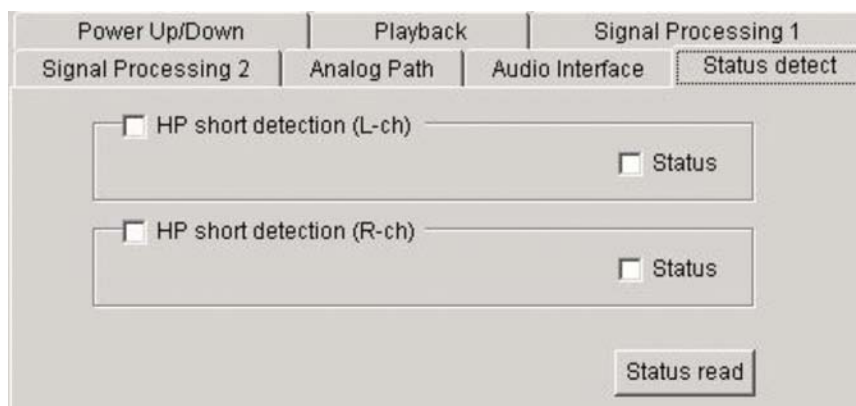 Power Up/Down Playback Signal Processing 1
Signal Processing 2 Analog Path Audio Interface Status detect
HP short detection (L-ch)
Status
HP short detection (R-ch)
Status
Status read